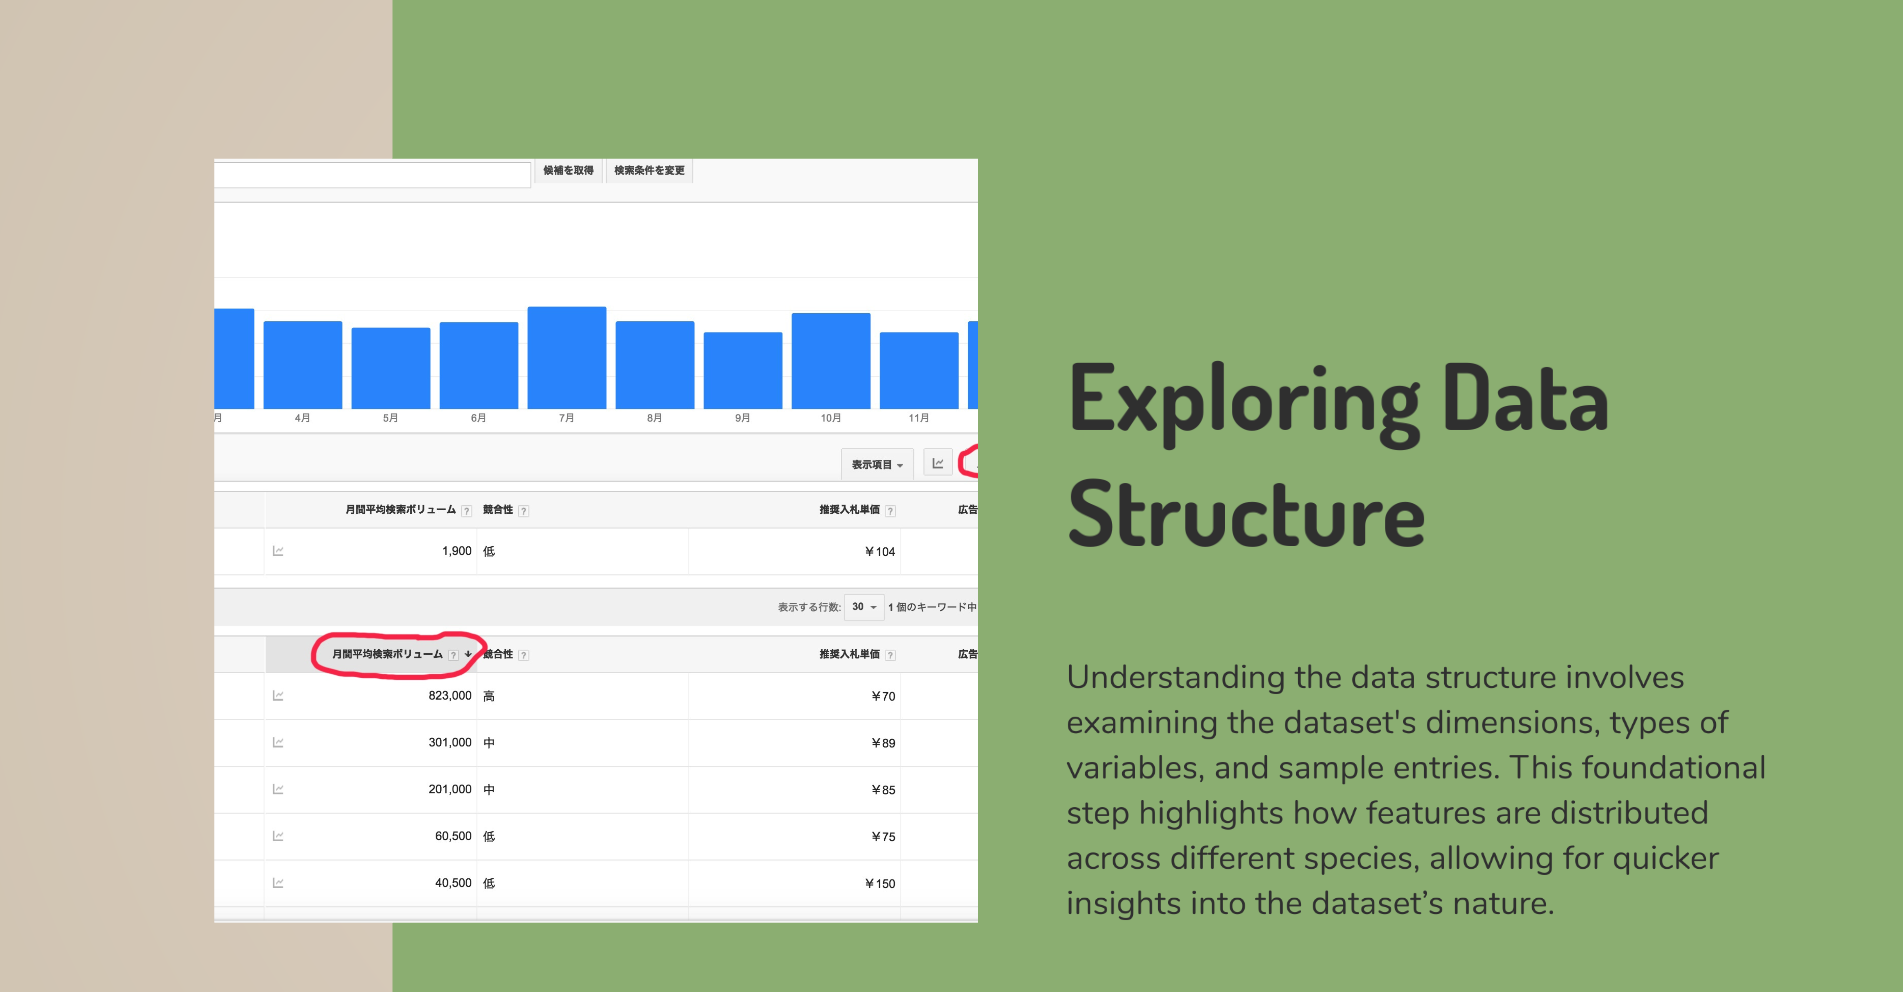 候補を取得 検索条件を変更
月 4月 5月 6月 7月 8月 9月 10月 11月
表示項目
月間平均検索ボリューム ? 競合性 ? 推奨入札単価 ? 広告
1,900 低 ¥104
表示する行数: 30 1 個のキーワード中
月間平均検索ボリューム ? ↓ 競合性 ? 推奨入札単価 ? 広告
823,000 高 ¥70
301,000 中 ¥89
201,000 中 ¥85
60,500 低 ¥75
40,500 低 ¥150
Exploring Data
Structure
Understanding the data structure involves
examining the dataset's dimensions, types of
variables, and sample entries. This foundational
step highlights how features are distributed
across different species, allowing for quicker
insights into the dataset’s nature.